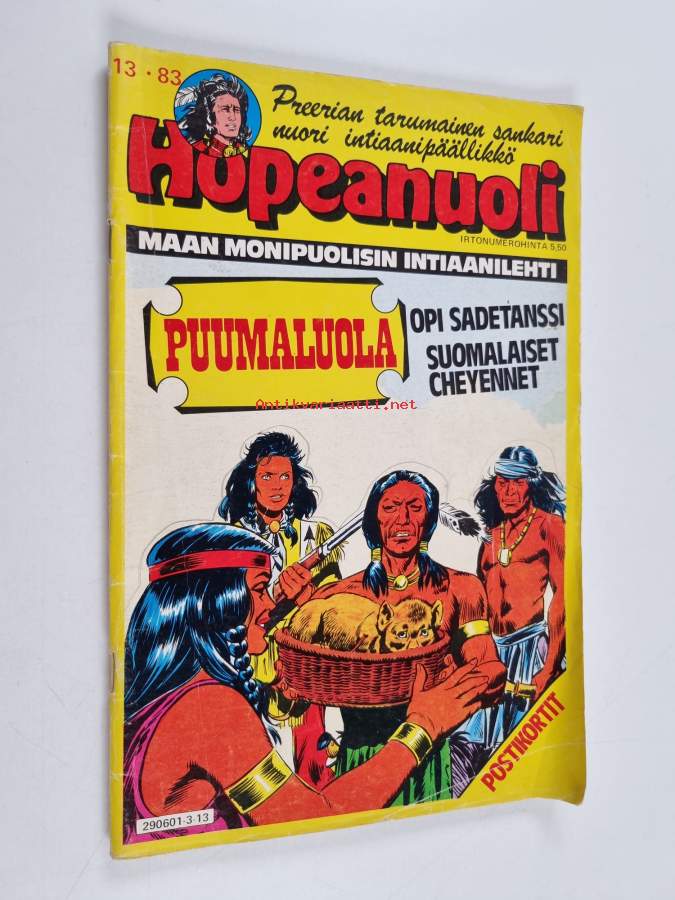 13 • 83
Preerian tarumainen sankari
nuori intiaanipäällikkö
Hopeanuoli
IRTONUMEROHINTA 5,50
MAAN MONIPUOLISIN INTIAANILEHTI
PUUMALUOLA
OPI SADETANSSI
SUOMALAISET
CHEYENNET
Antikvariaatti.net
POSTIKORTIT
290601-3-13